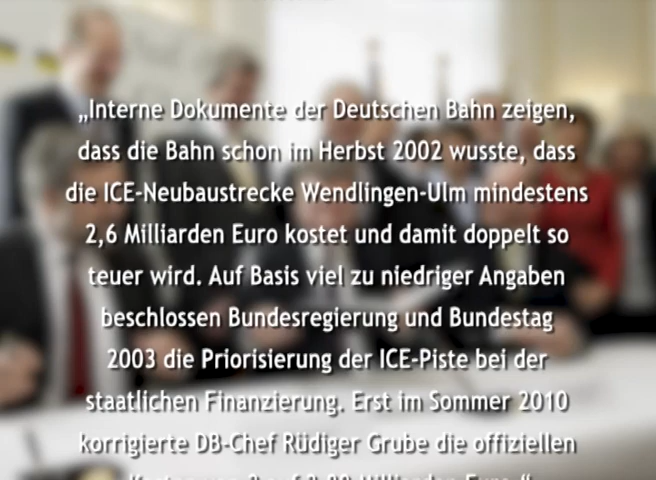 „Interne Dokumente der Deutschen Bahn zeigen,
dass die Bahn schon im Herbst 2002 wusste, dass
die ICE-Neubaustrecke Wendlingen-Ulm mindestens
2,6 Milliarden Euro kostet und damit doppelt so
teuer wird. Auf Basis viel zu niedriger Angaben
beschlossen Bundesregierung und Bundestag
2003 die Priorisierung der ICE-Piste bei der
staatlichen Finanzierung. Erst im Sommer 2010
korrigierte DB-Chef Rüdiger Grube die offiziellen